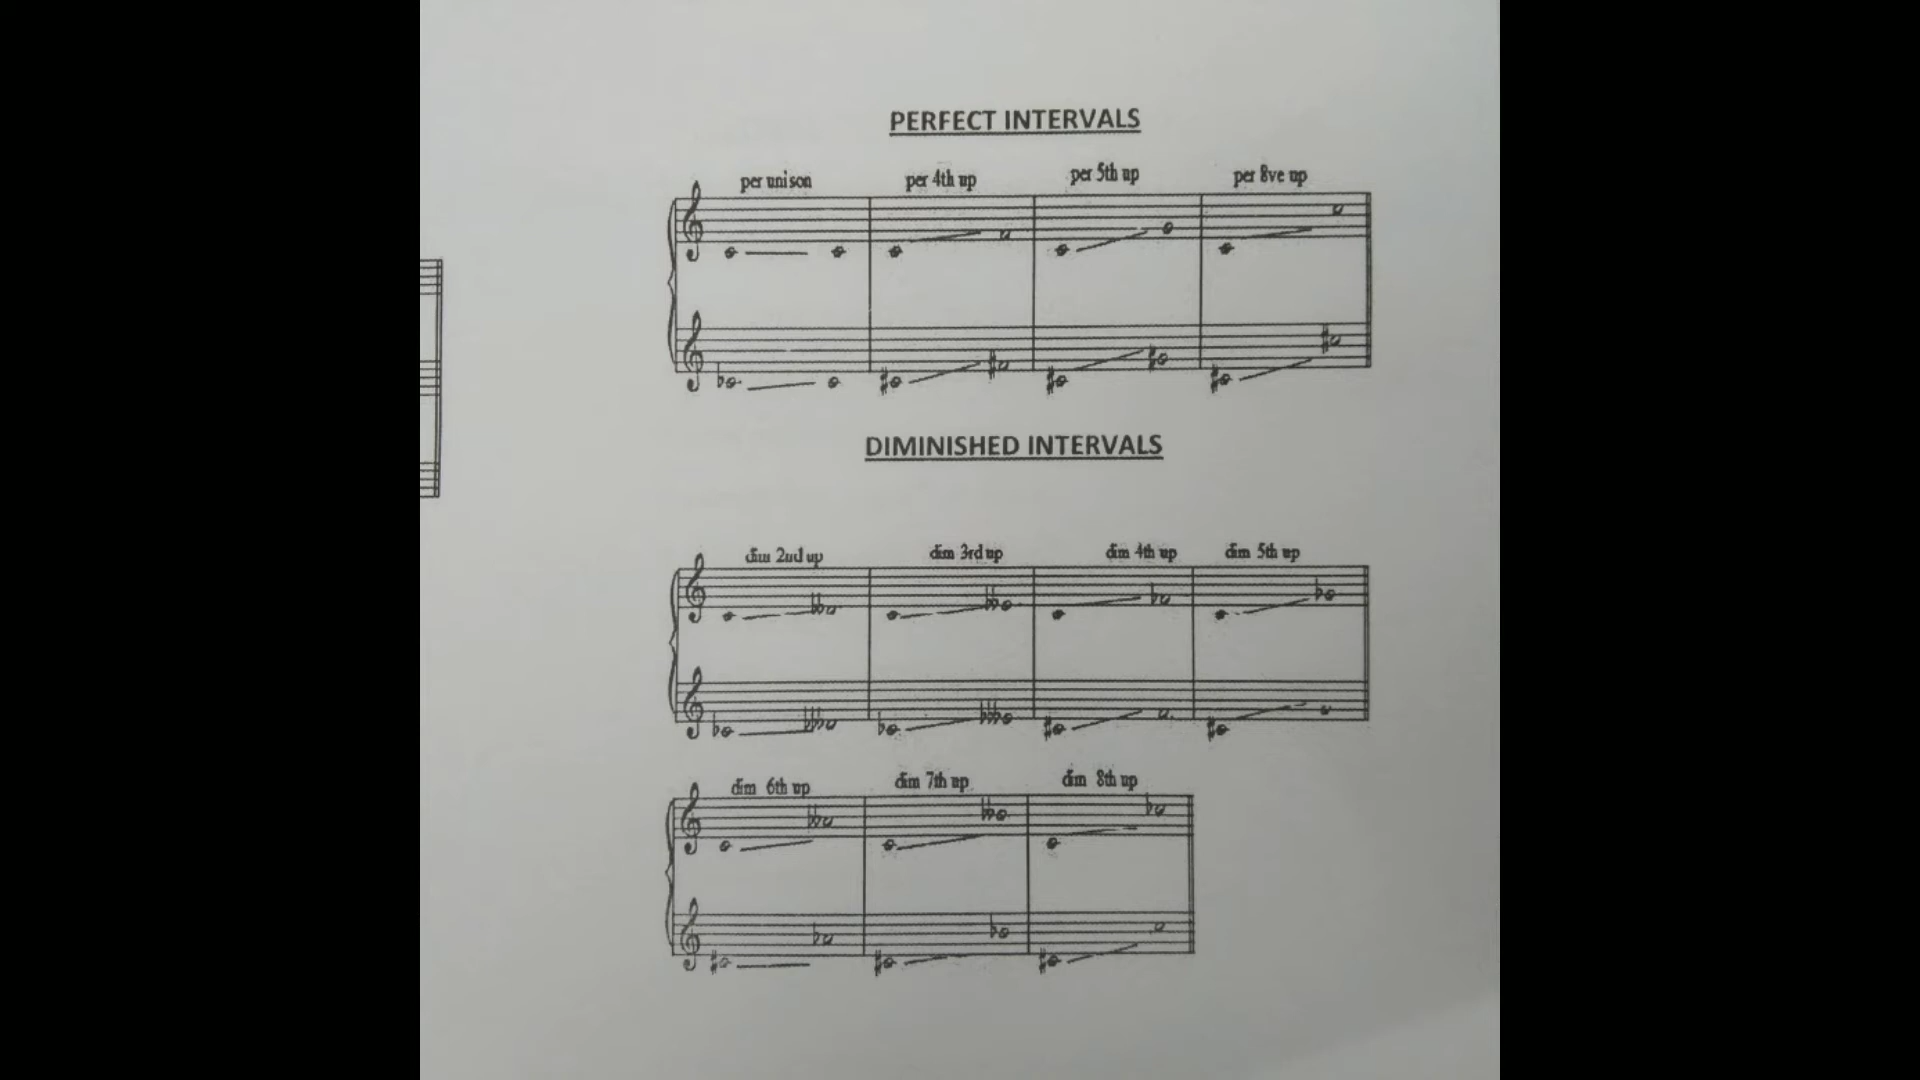 PERFECT INTERVALS
per unison per 4th up per 5th up per 8ve up
DIMINISHED INTERVALS
dim 2nd up dim 3rd up dim 4th up dim 5th up
dim 6th up dim 7th up dim 8th up